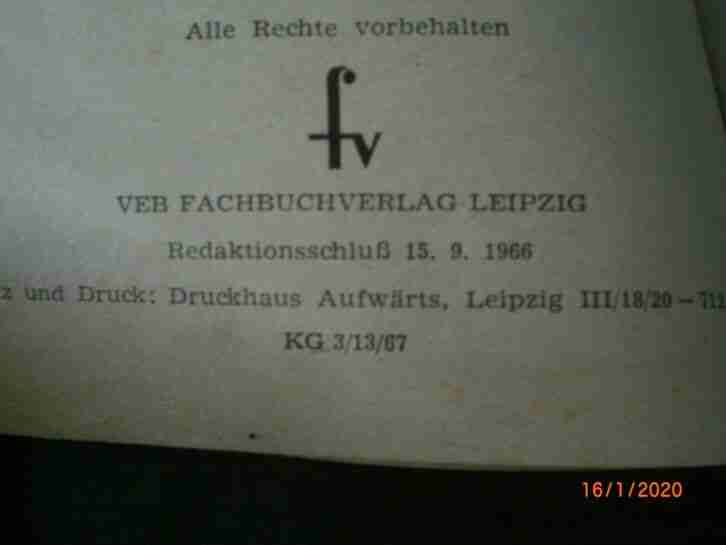 Alle Rechte vorbehalten
fv
VEB FACHBUCHVERLAG LEIPZIG
Redaktionsschluß 15. 9. 1966
z und Druck: Druckhaus Aufwärts, Leipzig III/18/20 –
KG 3/13/67
16/1/2020